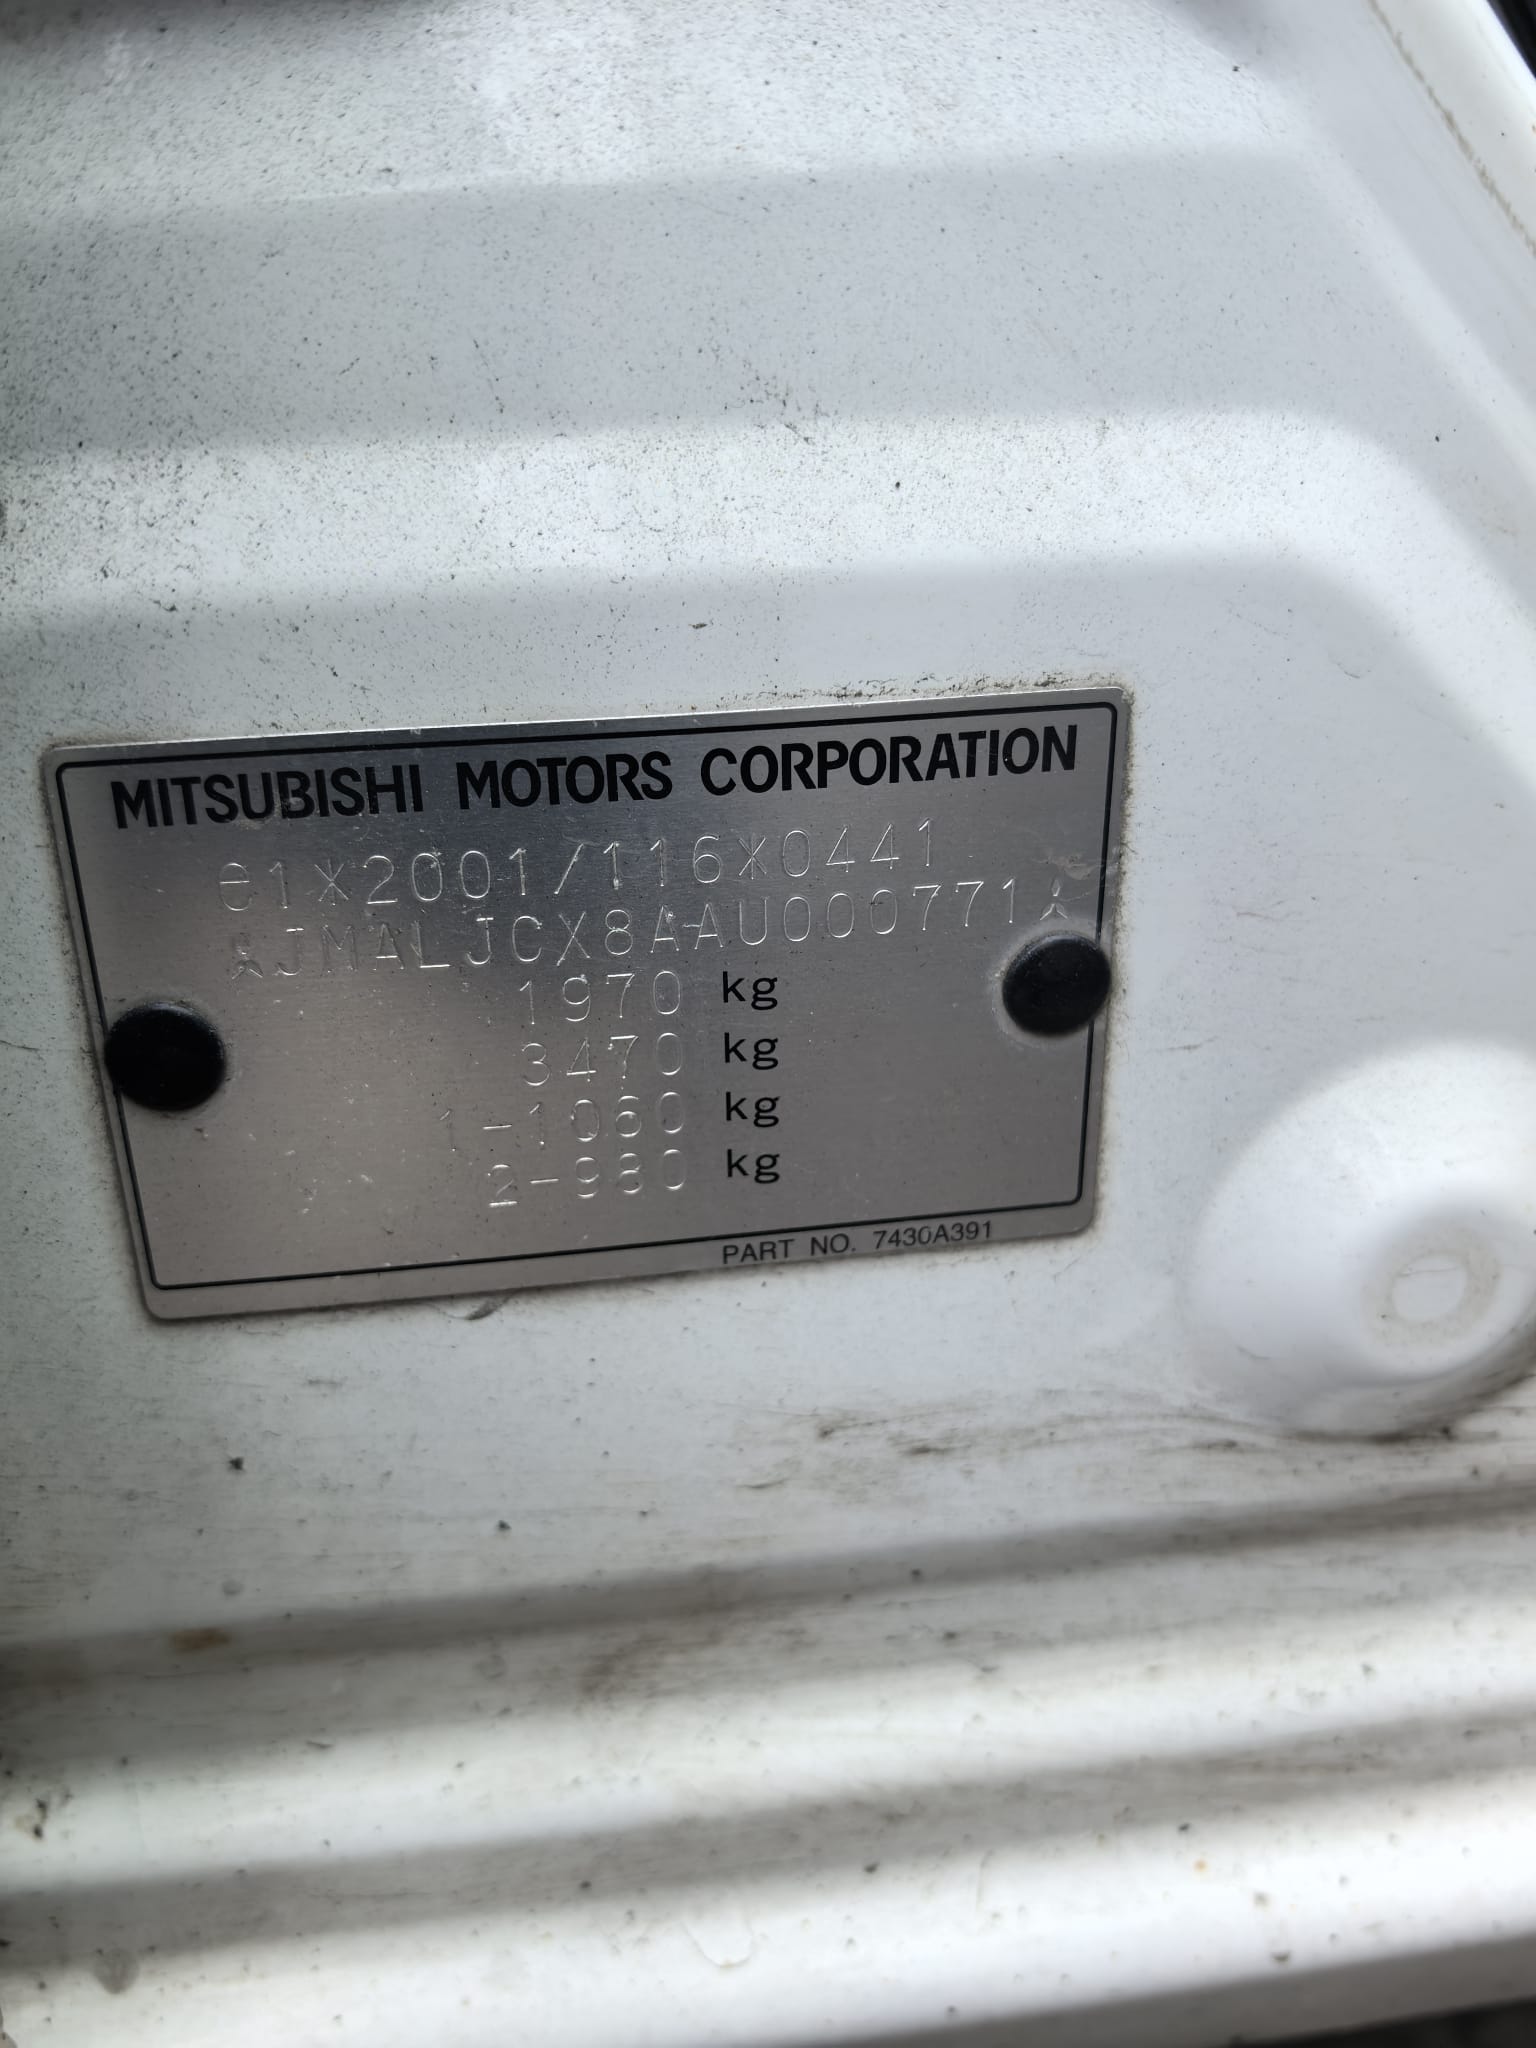 MITSUBISHI MOTORS CORPORATION
e1*2001/116*0441
JMALJCX8AAU000771
1970 kg
3470 kg
1-1060 kg
2-980 kg
PART NO. 7430A391